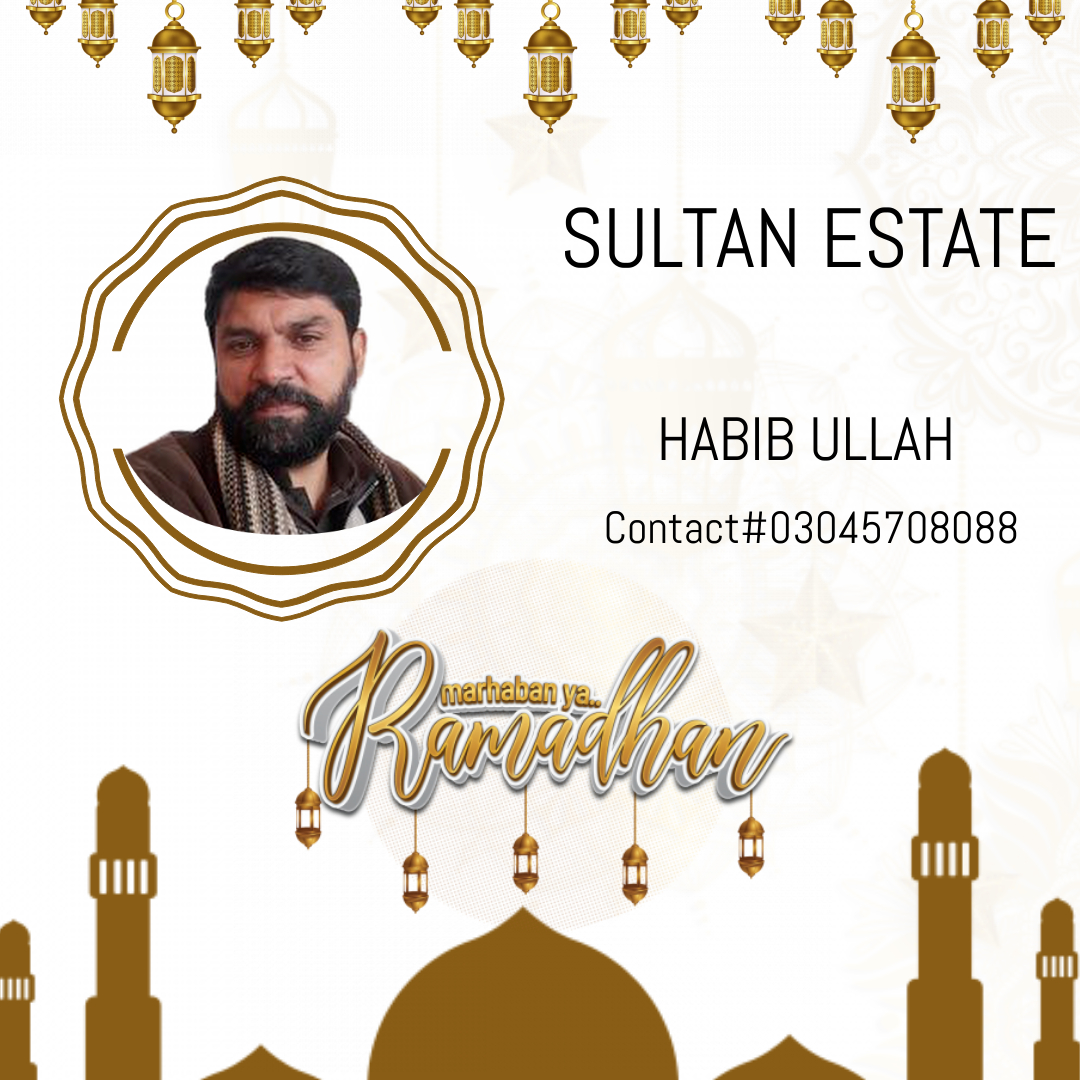 SULTAN ESTATE
HABIB ULLAH
Contact#03045708088
marhaban ya..
Ramadhan